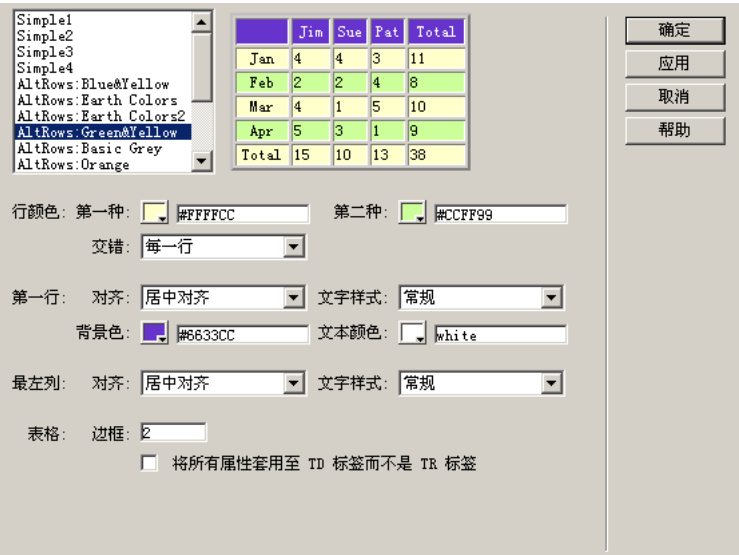 Simple1
Simple2
Simple3
Simple4
AltRows:Blue&Yellow
AltRows:Earth Colors
AltRows:Earth Colors2
AltRows:Green&Yellow
AltRows:Basic Grey
AltRows:Orange
Jim Sue Pat Total
Jan 4 4 3 11
Feb 2 2 4 8
Mar 4 1 5 10
Apr 5 3 1 9
Total 15 10 13 38
确定
应用
取消
帮助
行颜色: 第一种: #FFFFCC 第二种: #CCFF99
交错: 每一行
第一行: 对齐: 居中对齐 文字样式: 常规
背景色: #6633CC 文本颜色: white
最左列: 对齐: 居中对齐 文字样式: 常规
表格: 边框: 2
将所有属性套用至 TD 标签而不是 TR 标签